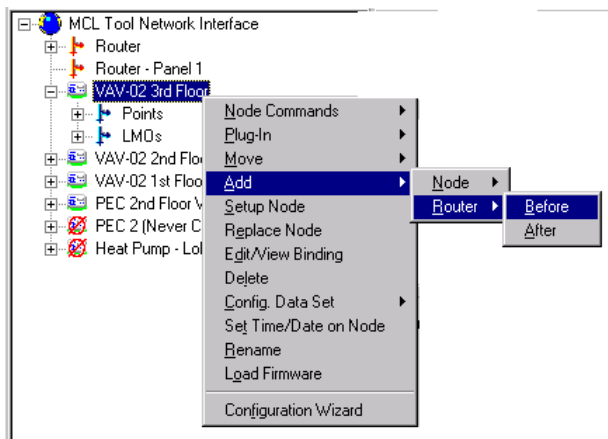 MCL Tool Network Interface
Router
Router - Panel 1
VAV-02 3rd Floor
Points
LMOs
VAV-02 2nd Flo
VAV-02 1st Floo
PEC 2nd Floor V
PEC 2 (Never C
Heat Pump - Lo
Node Commands
Plug-In
Move
Add
Setup Node
Replace Node
Edit/View Binding
Delete
Config. Data Set
Set Time/Date on Node
Rename
Load Firmware
Configuration Wizard
Node
Router
Before
After